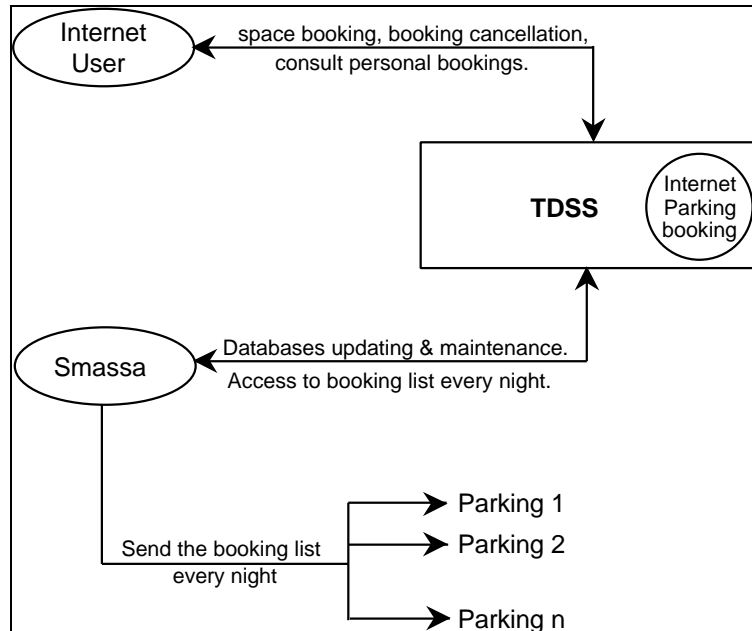 Internet
User
space booking, booking cancellation,
consult personal bookings.
TDSS
Internet
Parking
booking
Smassa
Databases updating & maintenance.
Access to booking list every night.
Send the booking list
every night
Parking 1
Parking 2
Parking n